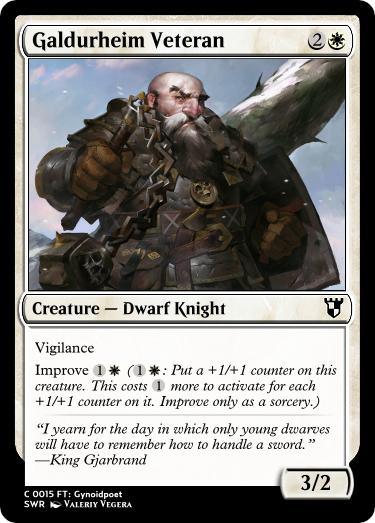 Galdurheim Veteran 2
Creature — Dwarf Knight
Vigilance
Improve 1 (1 : Put a +1/+1 counter on this
creature. This costs 1 more to activate for each
+1/+1 counter on it. Improve only as a sorcery.)
“I yearn for the day in which only young dwarves
will have to remember how to handle a sword.”
—King Gjarbrand
3/2
C 0015 FT: Gynoidpoet
SWR Valeriy Vegera